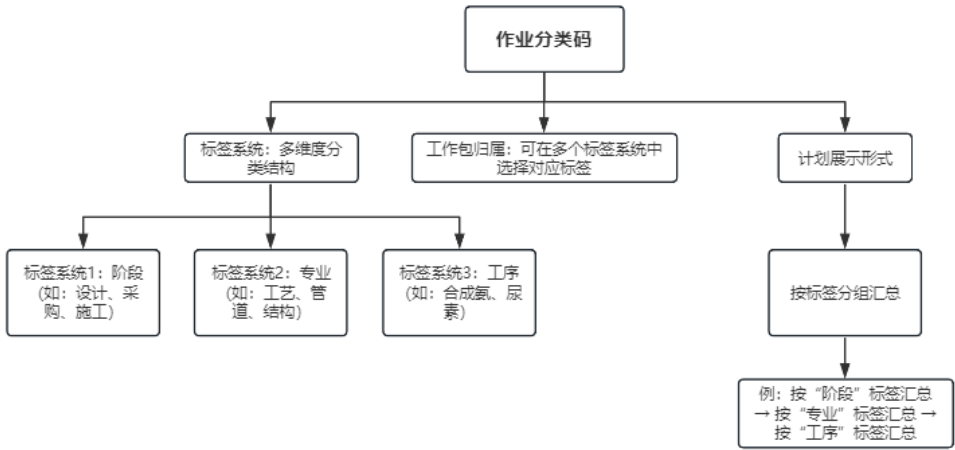 作业分类码
标签系统：多维度分
类结构
工作包归属：可在多个标签系统中
选择对应标签
计划展示形式
标签系统1：阶段
（如：设计、采
购、施工）
标签系统2：专业
（如：工艺、管
道、结构）
标签系统3：工序
（如：合成氨、尿
素）
按标签分组汇总
例：按“阶段”标签汇总
→ 按“专业”标签汇总 →
按“工序”标签汇总